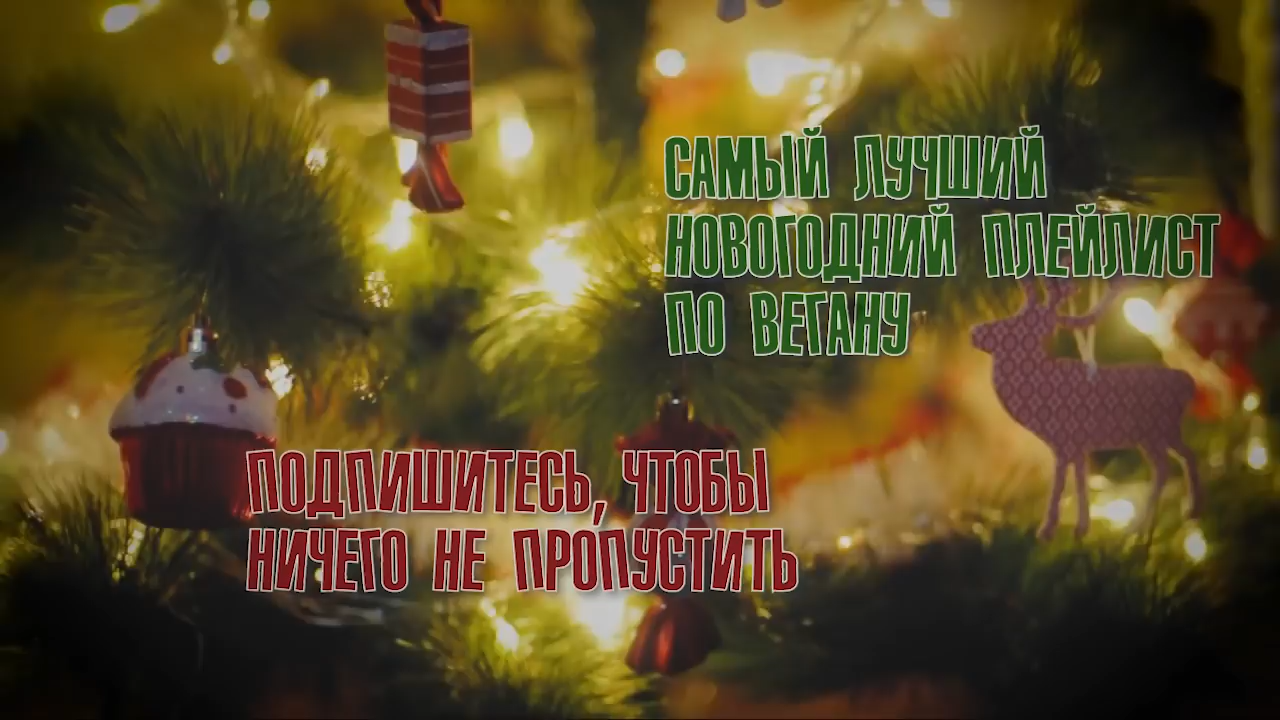 САМЫЙ ЛУЧШИЙ
НОВОГОДНИЙ ПЛЕЙЛИСТ
ПО ВЕГАНУ
ПОДПИШИТЕСЬ, ЧТОБЫ
НИЧЕГО НЕ ПРОПУСТИТЬ